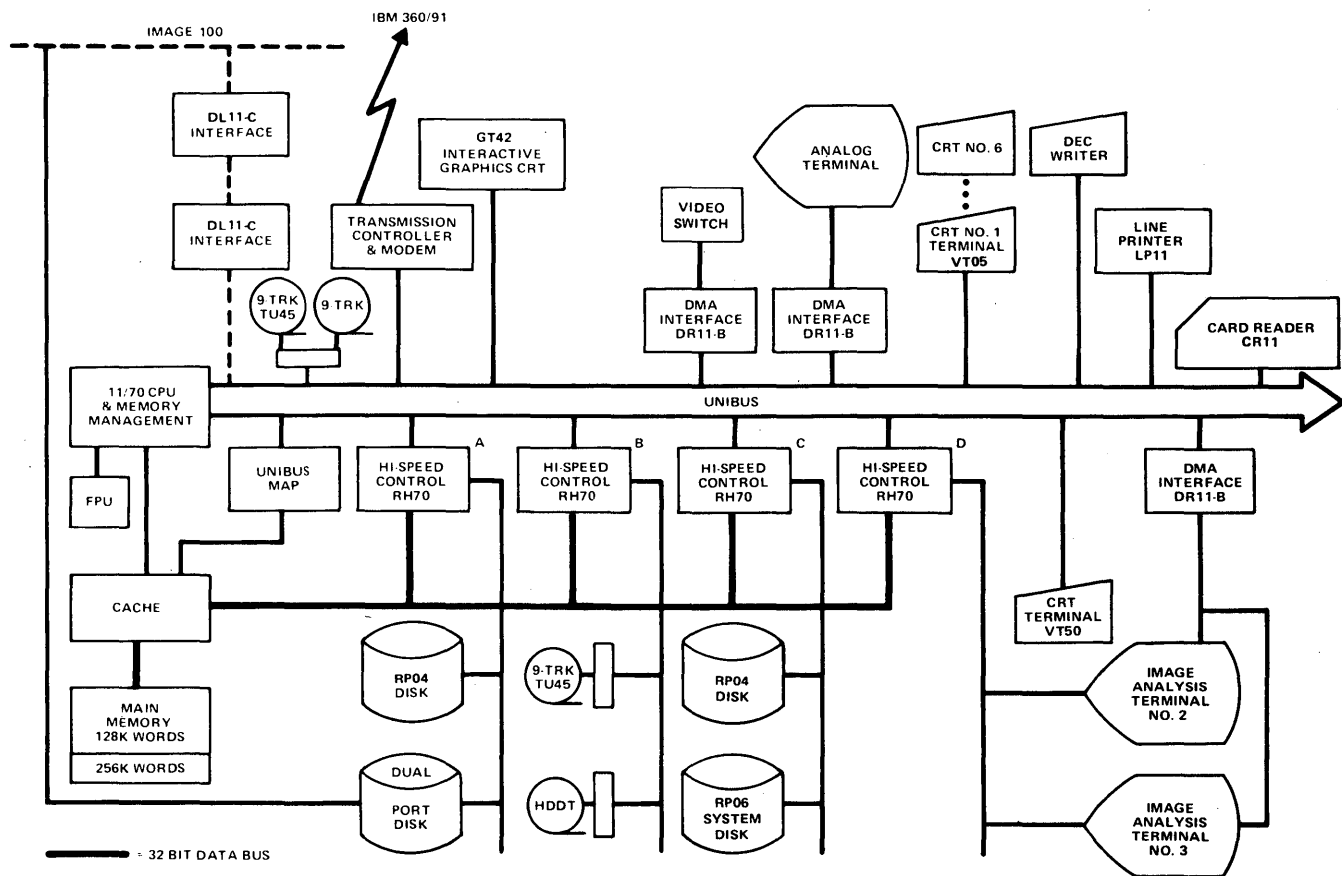 IMAGE 100
IBM 360/91
DL11-C
INTERFACE
DL11-C
INTERFACE
GT42
INTERACTIVE
GRAPHICS CRT
TRANSMISSION
CONTROLLER
& MODEM
9-TRK
TU45
9-TRK
VIDEO
SWITCH
DMA
INTERFACE
DR11-B
ANALOG
TERMINAL
DMA
INTERFACE
DR11-B
CRT NO. 6
CRT NO. 1
TERMINAL
VT05
DEC
WRITER
LINE
PRINTER
LP11
CARD READER
CR11
11/70 CPU
& MEMORY
MANAGEMENT
UNIBUS
FPU
UNIBUS
MAP
A
HI-SPEED
CONTROL
RH70
B
HI-SPEED
CONTROL
RH70
C
HI-SPEED
CONTROL
RH70
D
HI-SPEED
CONTROL
RH70
DMA
INTERFACE
DR11-B
CACHE
CRT
TERMINAL
VT50
MAIN
MEMORY
128K WORDS
256K WORDS
RP04
DISK
9-TRK
TU45
RP04
DISK
IMAGE
ANALYSIS
TERMINAL
NO. 2
DUAL
PORT
DISK
HDDT
RP06
SYSTEM
DISK
IMAGE
ANALYSIS
TERMINAL
NO. 3
= 32 BIT DATA BUS